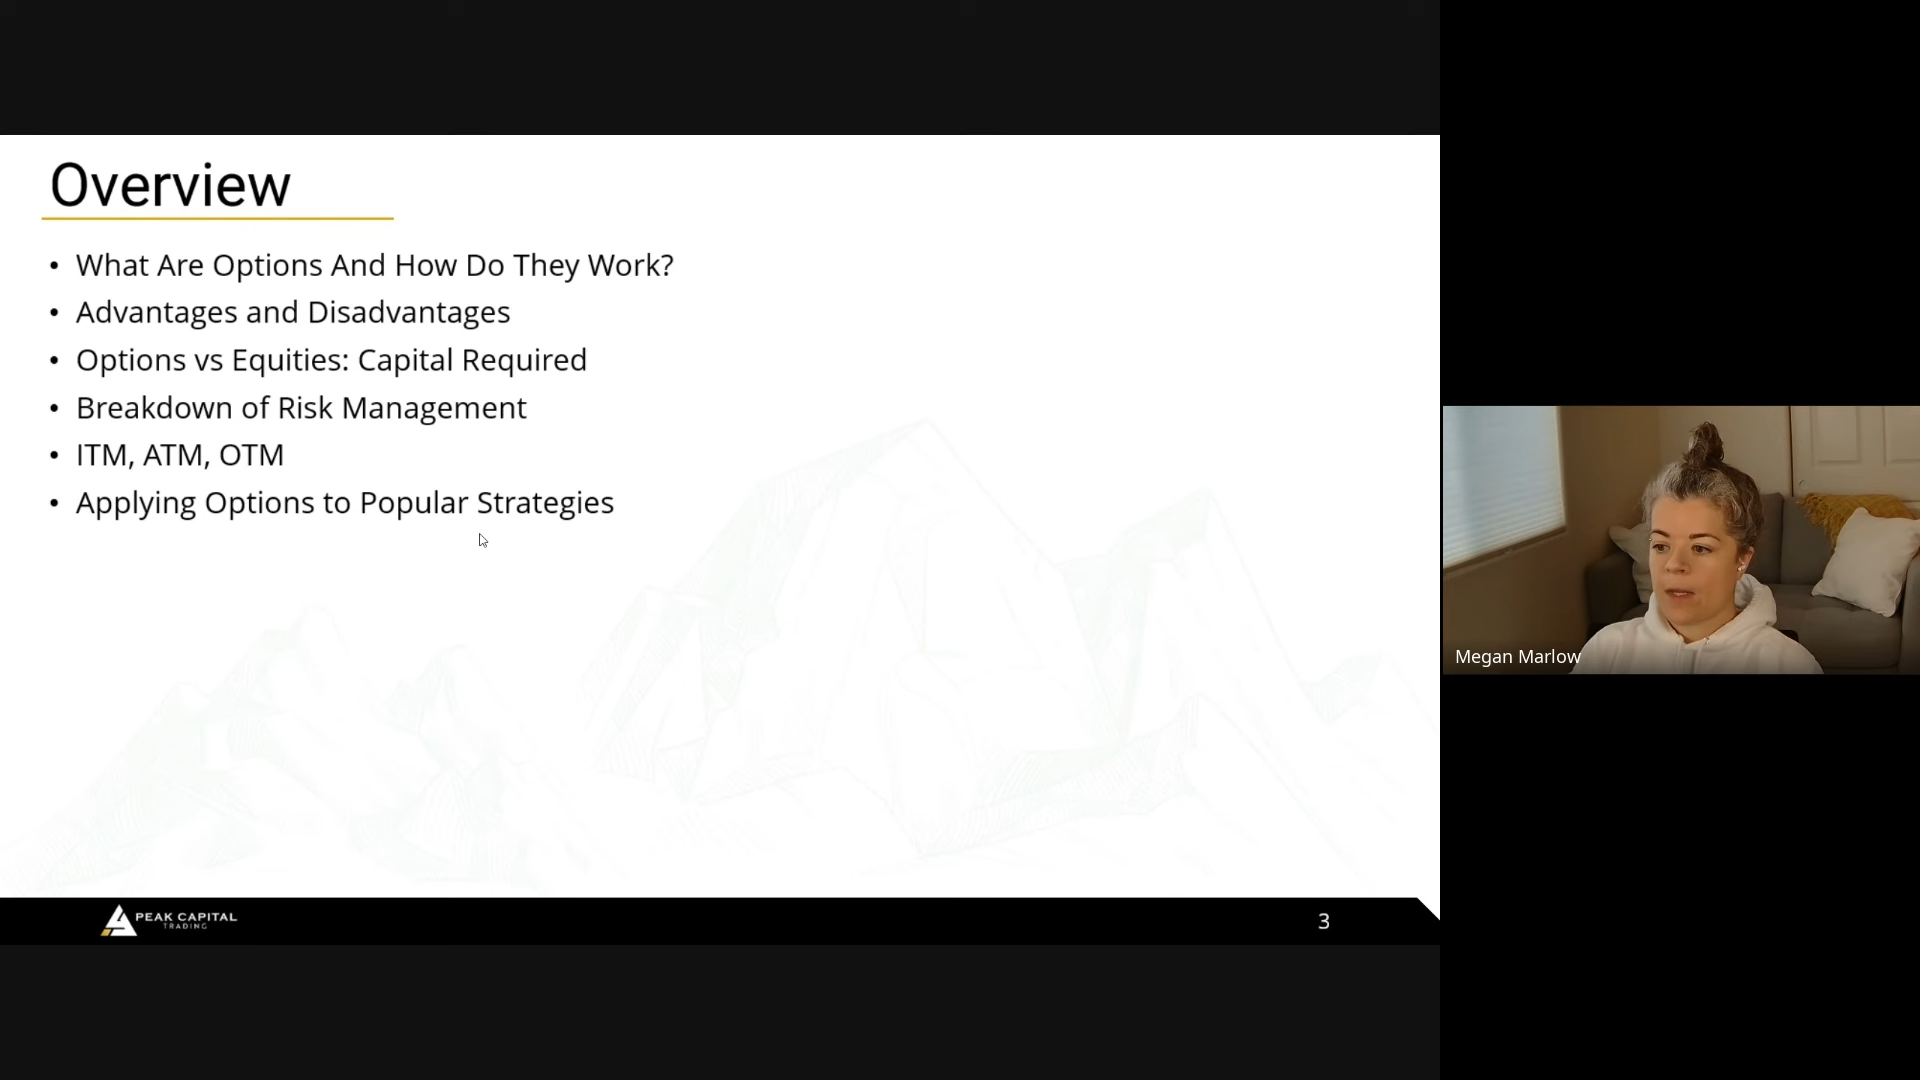 Overview
• What Are Options And How Do They Work?
• Advantages and Disadvantages
• Options vs Equities: Capital Required
• Breakdown of Risk Management
• ITM, ATM, OTM
• Applying Options to Popular Strategies
PEAK CAPITAL
TRADING
3
Megan Marlow